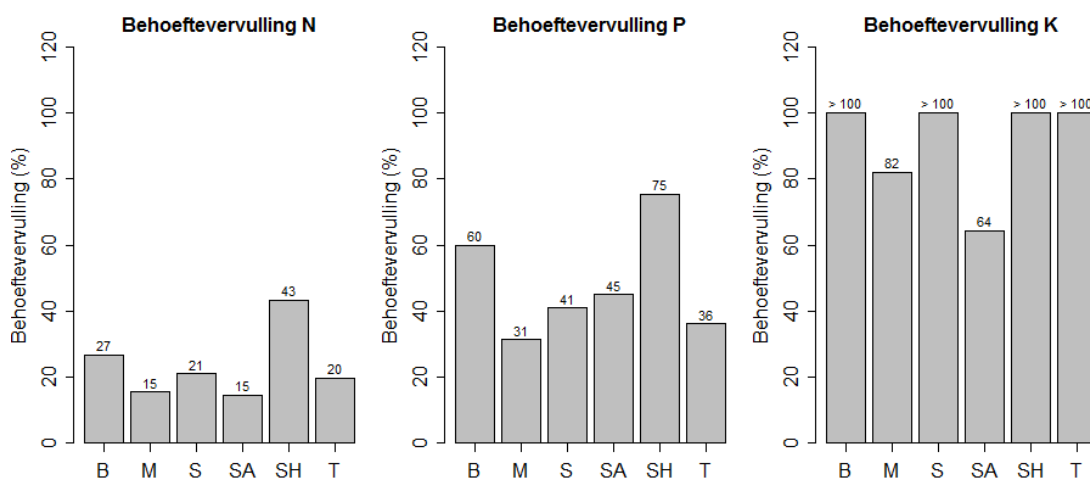 Behoeftevervulling N
Behoeftevervulling (%)
0 20 40 60 80 100 120
27 15 21 15 43 20
B M S SA SH T
Behoeftevervulling P
Behoeftevervulling (%)
0 20 40 60 80 100 120
60 31 41 45 75 36
B M S SA SH T
Behoeftevervulling K
Behoeftevervulling (%)
0 20 40 60 80 100 120
> 100 82 > 100 64 > 100 > 100
B M S SA SH T